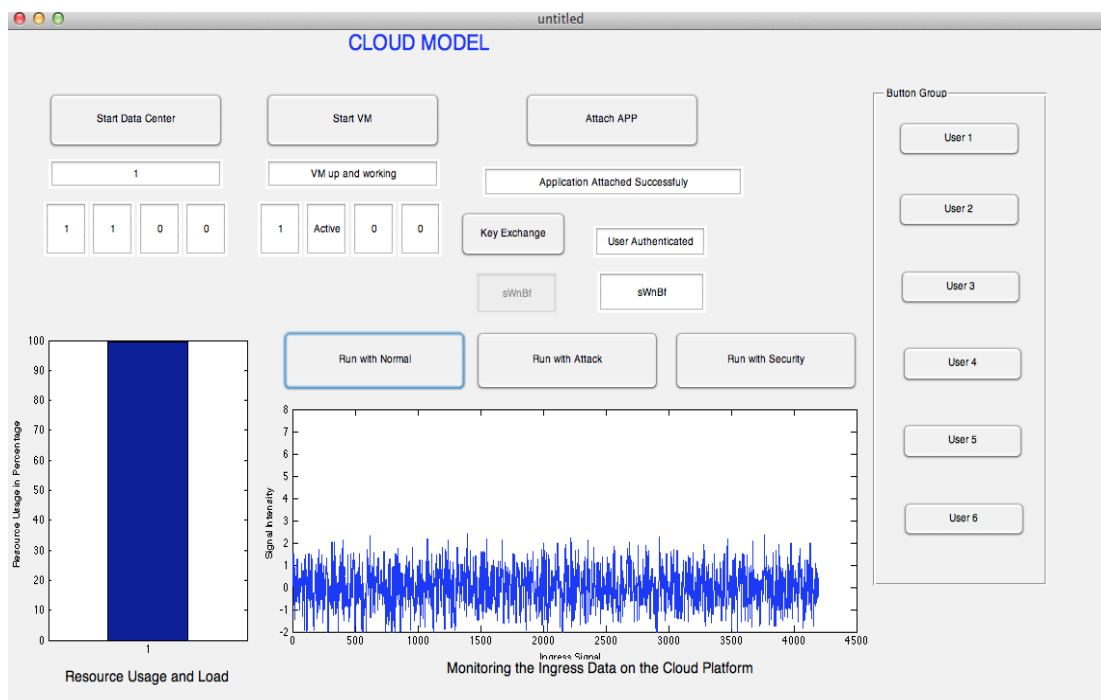 untitled
CLOUD MODEL
Start Data Center
Start VM
Attach APP
Button Group
User 1
1
VM up and working
Application Attached Successfuly
User 2
1 1 0 0
1 Active 0 0
Key Exchange
User Authenticated
sWnBf
sWnBf
User 3
Run with Normal
Run with Attack
Run with Security
User 4
User 5
User 6
100
90
80
70
60
50
40
30
20
10
0
Resource Usage in Percentage
1
Resource Usage and Load
8
7
6
5
4
3
2
1
0
-1
-2
Signal Intensity
0 500 1000 1500 2000 2500 3000 3500 4000 4500
Ingress Signal
Monitoring the Ingress Data on the Cloud Platform